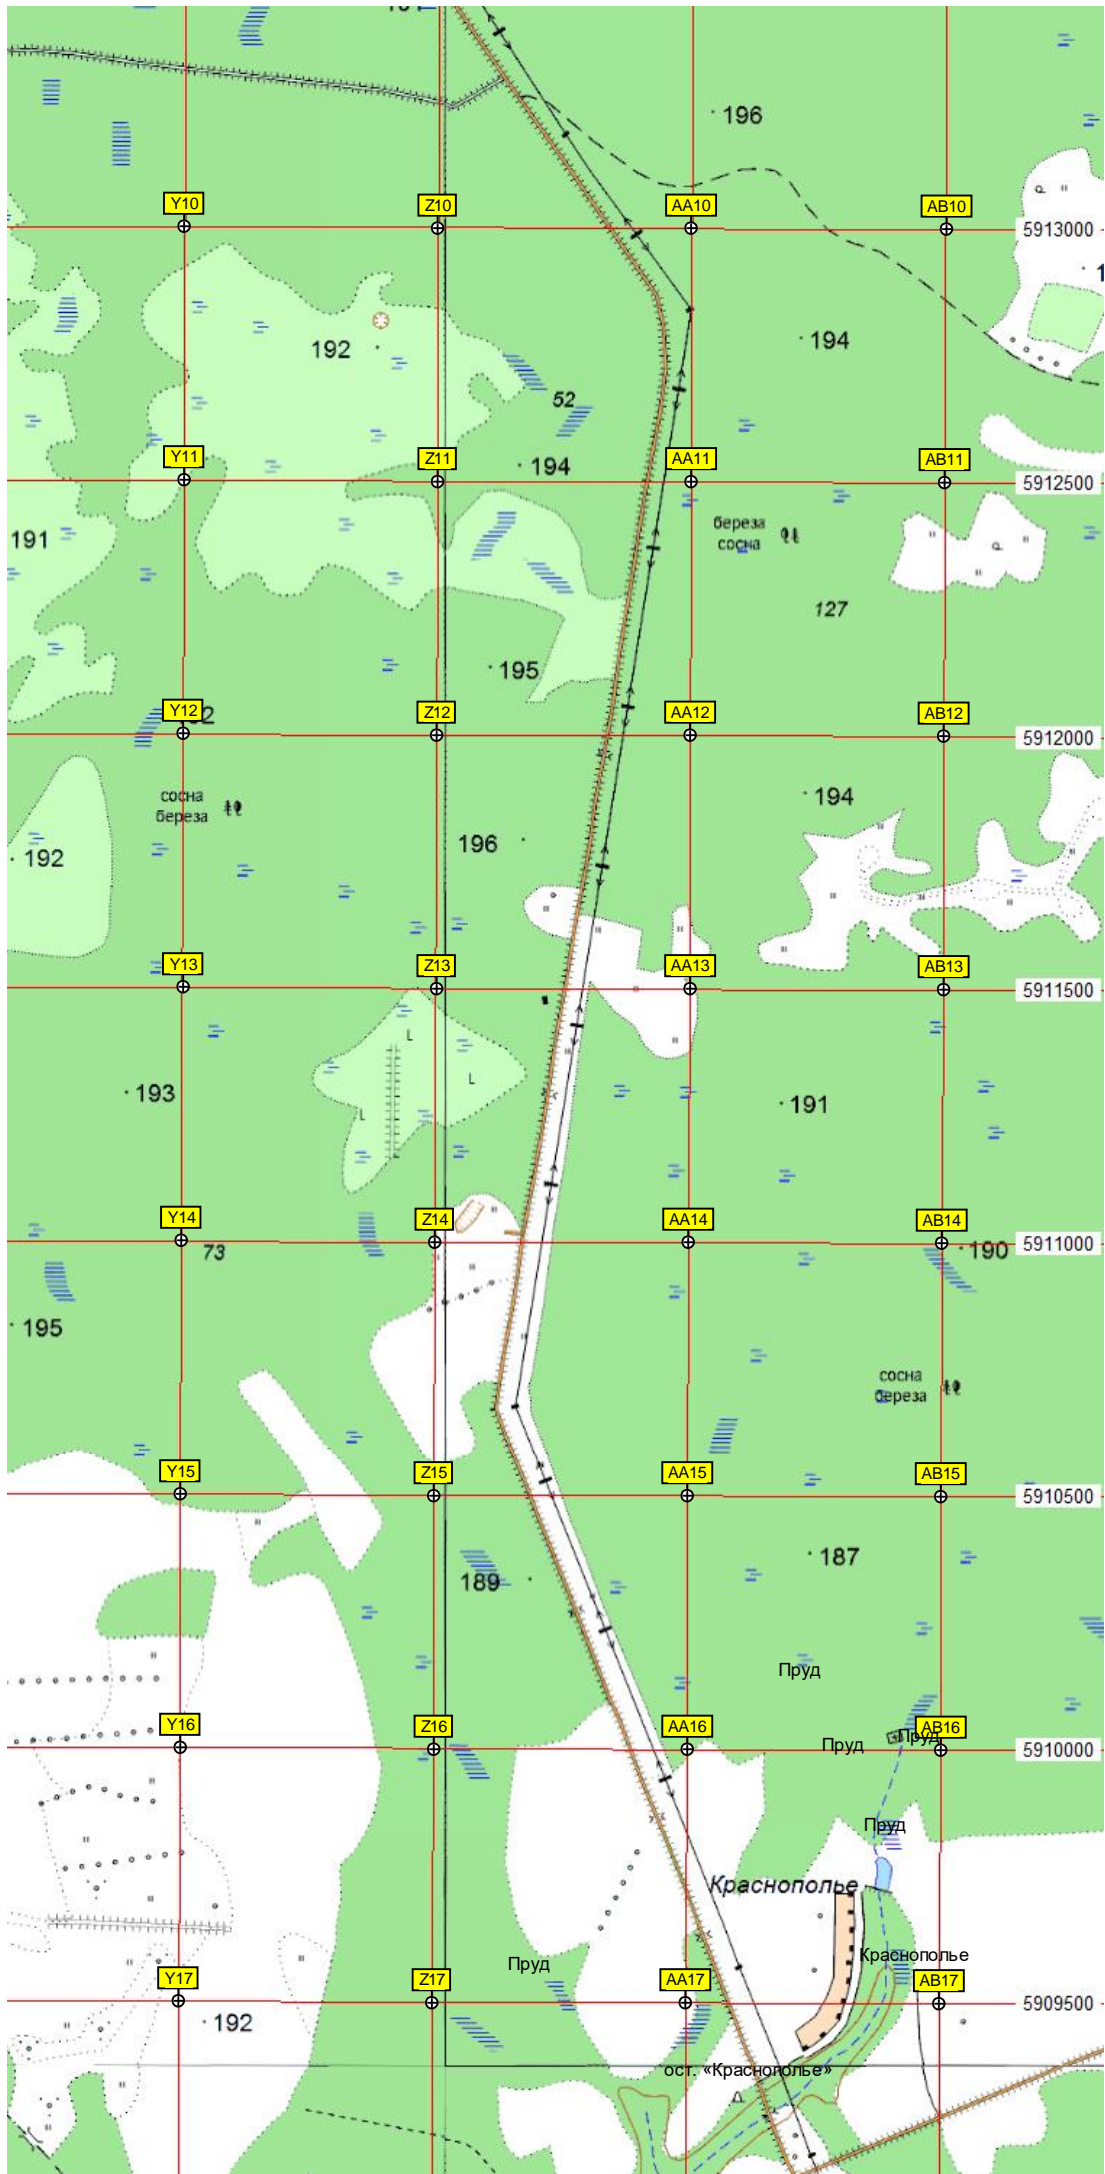 196
Y10
Z10
AA10
AB10
5913000
192
194
52
Y11
Z11
194
AA11
AB11
5912500
191
береза
сосна
127
195
Y12
Z12
AA12
AB12
5912000
сосна
береза
194
192
196
Y13
Z13
AA13
AB13
5911500
193
191
Y14
Z14
AA14
AB14
73
190
5911000
195
сосна
береза
Y15
Z15
AA15
AB15
5910500
189
187
Пруд
Y16
Z16
AA16
AB16
Пруд
Пруд
5910000
Пруд
Краснополье
Краснополье
Пруд
Y17
Z17
AA17
AB17
5909500
192
ост. «Краснополье»